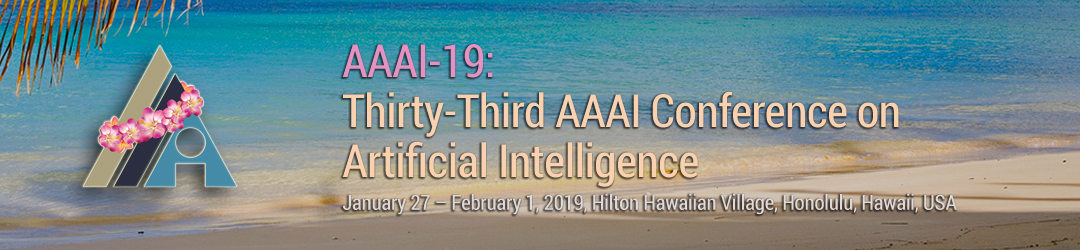 AAAI-19:
Thirty-Third AAAI Conference on
Artificial Intelligence
January 27 – February 1, 2019, Hilton Hawaiian Village, Honolulu, Hawaii, USA